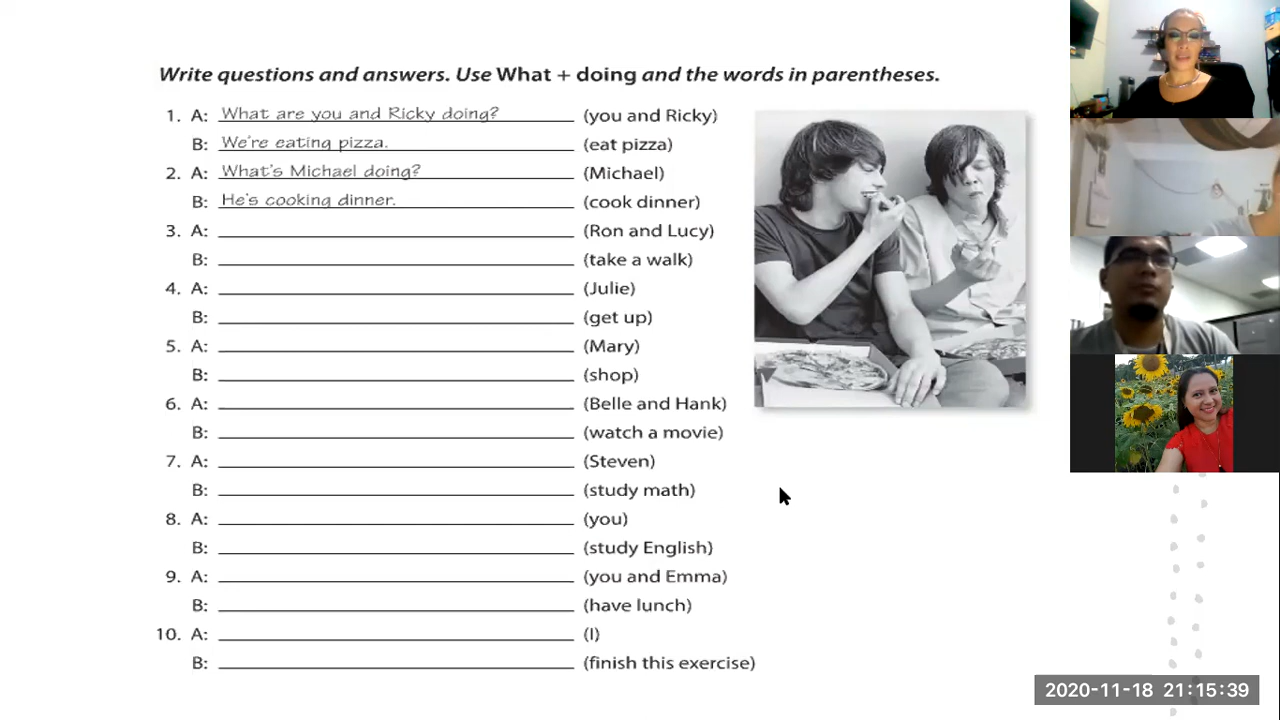 Write questions and answers. Use What + doing and the words in parentheses.
1. A: What are you and Ricky doing? (you and Ricky)
B: We're eating pizza. (eat pizza)
2. A: What's Michael doing? (Michael)
B: He's cooking dinner. (cook dinner)
3. A: (Ron and Lucy)
B: (take a walk)
4. A: (Julie)
B: (get up)
5. A: (Mary)
B: (shop)
6. A: (Belle and Hank)
B: (watch a movie)
7. A: (Steven)
B: (study math)
8. A: (you)
B: (study English)
9. A: (you and Emma)
B: (have lunch)
10. A: (I)
B: (finish this exercise)
2020-11-18 21:15:39